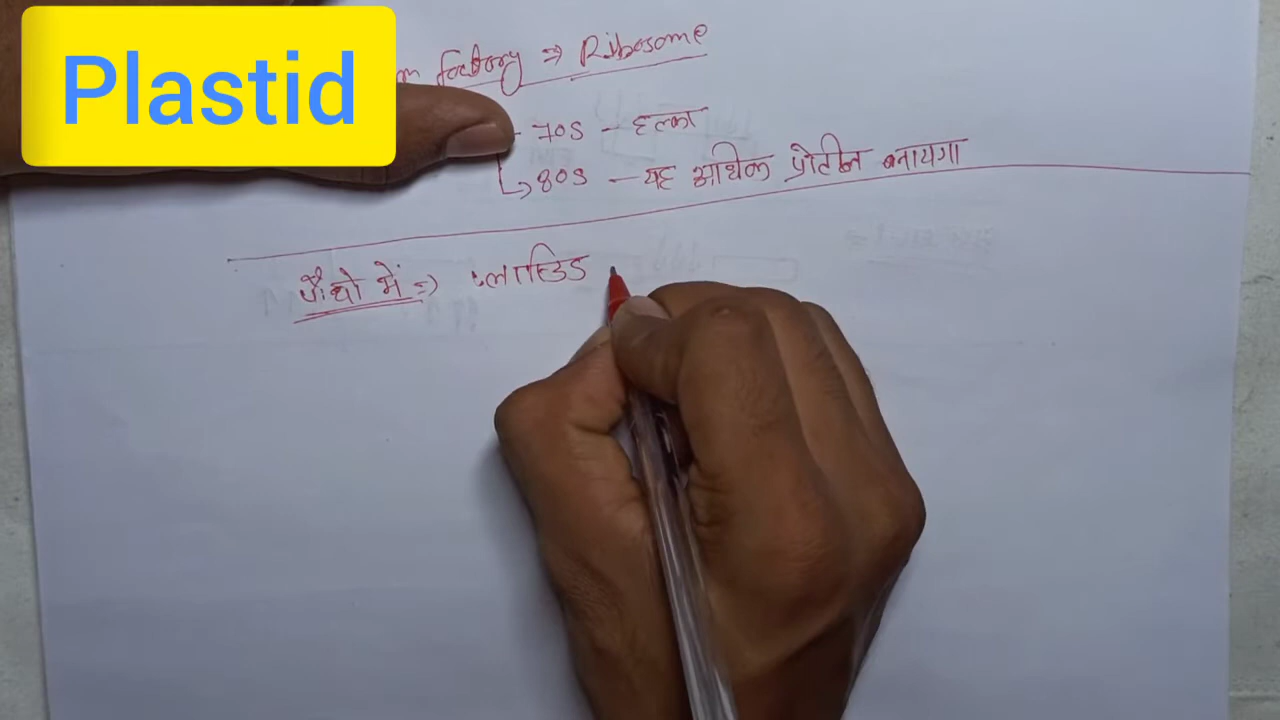 Plastid
factory ⇒ Ribosome
70S – हल्का
↳ 80S – यह अधिक प्रोटीन बनायगा
पौधो में ⇒ प्लास्टिड